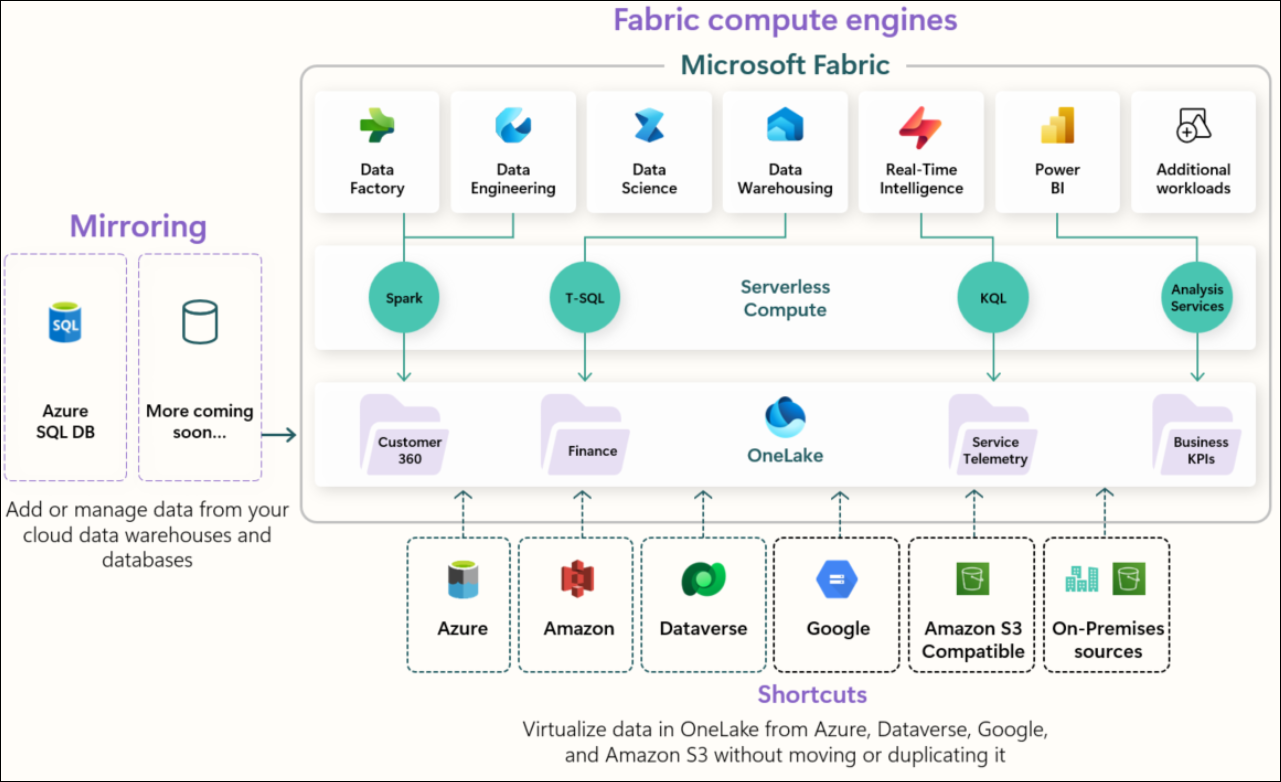 Fabric compute engines
Microsoft Fabric
Data
Factory
Data
Engineering
Data
Science
Data
Warehousing
Real-Time
Intelligence
Power
BI
Additional
workloads
Mirroring
SQL
Azure
SQL DB
More coming
soon...
Add or manage data from your
cloud data warehouses and
databases
Spark
T-SQL
Serverless
Compute
KQL
Analysis
Services
Customer
360
Finance
OneLake
Service
Telemetry
Business
KPIs
Azure
Amazon
Dataverse
Google
Amazon S3
Compatible
On-Premises
sources
Shortcuts
Virtualize data in OneLake from Azure, Dataverse, Google,
and Amazon S3 without moving or duplicating it